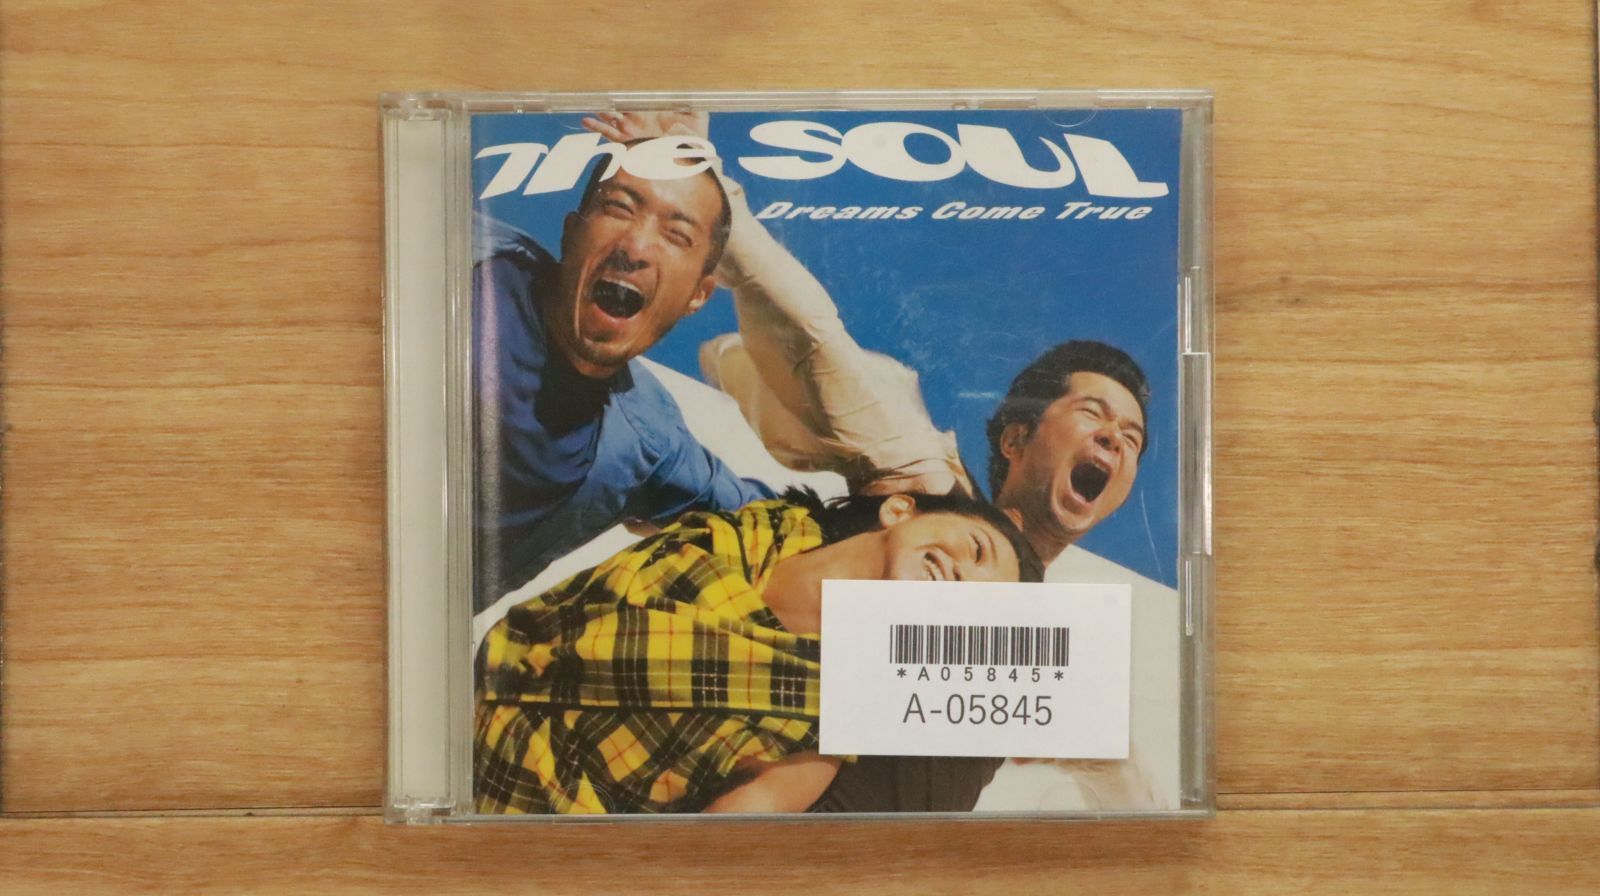 The SOUL
Dreams Come True
*A05845*
A-05845